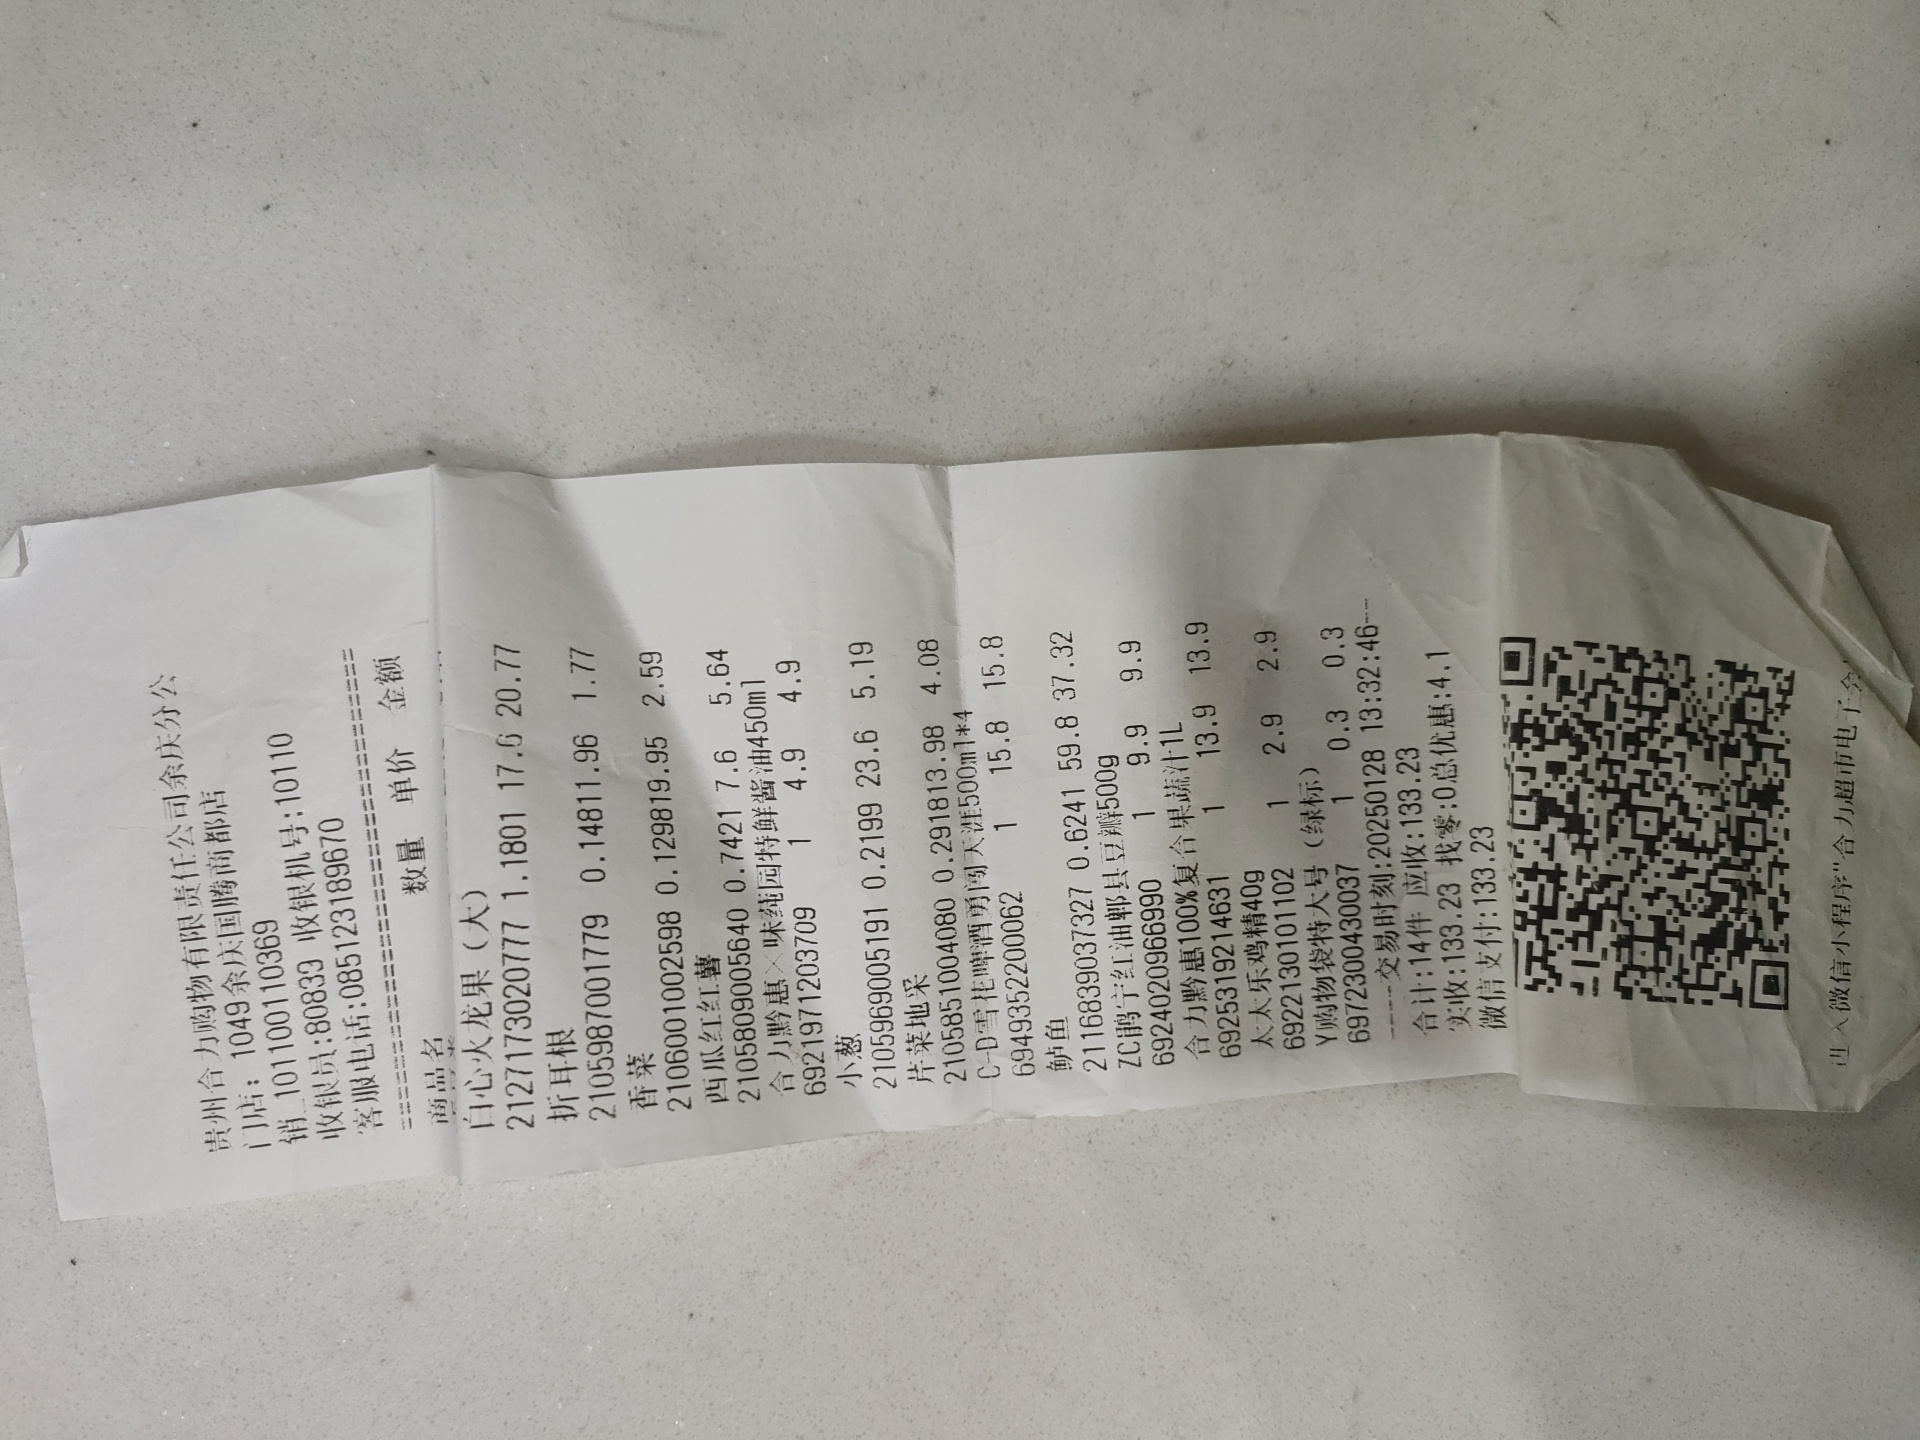 贵州合力购物有限责任公司余庆分公
门店: 1049余庆国腾商都店
销_1011001110369
收银员:80833 收银机号:10110
客服电话:085123189670
================================
商品名 数量 单价 金额
白心火龙果(大)
2127173020777 1.1801 17.6 20.77
折耳根
2105987001779 0.14811.96 1.77
香菜
2106001002598 0.129819.95 2.59
西瓜红红薯
2105809005640 0.7421 7.6 5.64
合力黔惠×味莼园特鲜酱油450ml
6921971203709 1 4.9 4.9
小葱
2105969005191 0.2199 23.6 5.19
芹菜地采
2105851004080 0.291813.98 4.08
C-D雪花啤酒勇闯天涯500ml*4
6949352200062 1 15.8 15.8
鲈鱼
2116839037327 0.6241 59.8 37.32
ZC鹃宁红油郫县豆瓣500g
6924020966990 1 9.9 9.9
合力黔惠100%复合果蔬汁1L
6925319214631 1 13.9 13.9
太太乐鸡精40g
6922130101102 1 2.9 2.9
Y购物袋特大号(绿标)
6972300430037 1 0.3 0.3
-----交易时刻:20250128 13:32:46--
合计:14件 应收:133.23
实收:133.23 找零:0总优惠:4.1
微信支付:133.23
进入微信小程序"合力超市电子会